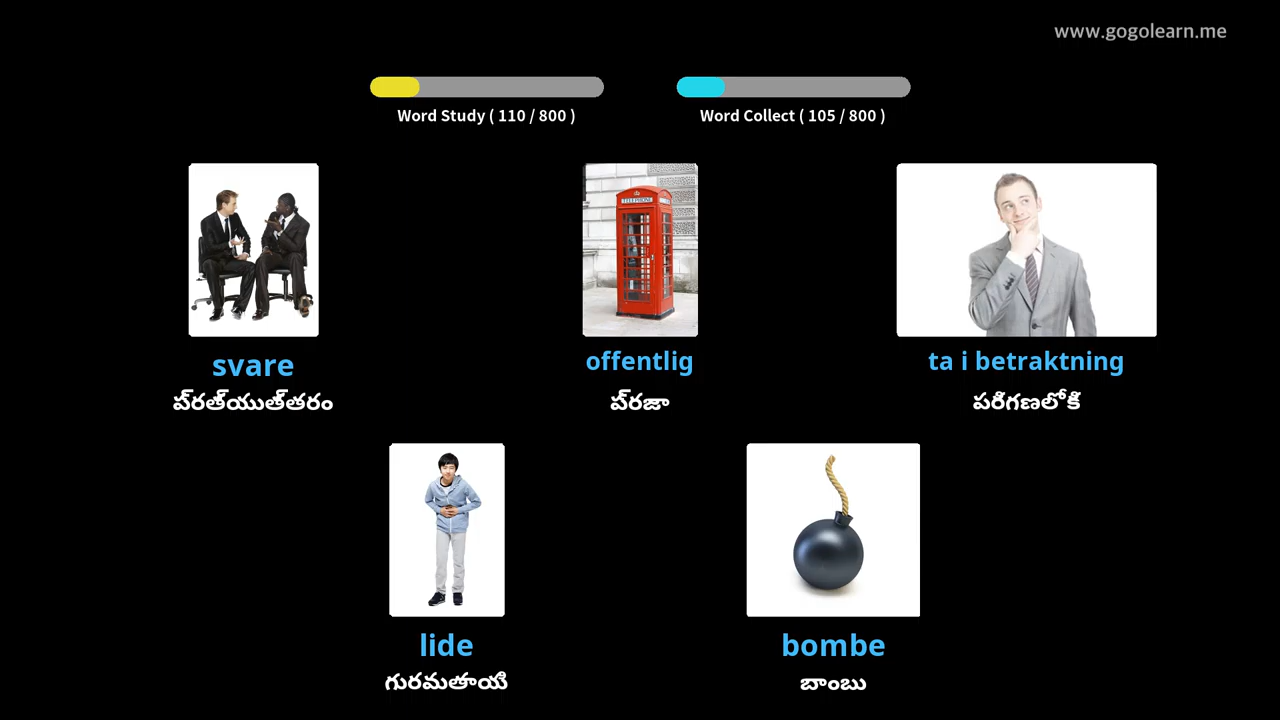 www.gogolearn.me
Word Study ( 110 / 800 )
Word Collect ( 105 / 800 )
svare
ప్రత్యుత్తరం
offentlig
ప్రజా
ta i betraktning
పరిగణలోకి
lide
గురమతాయి
bombe
బాంబు